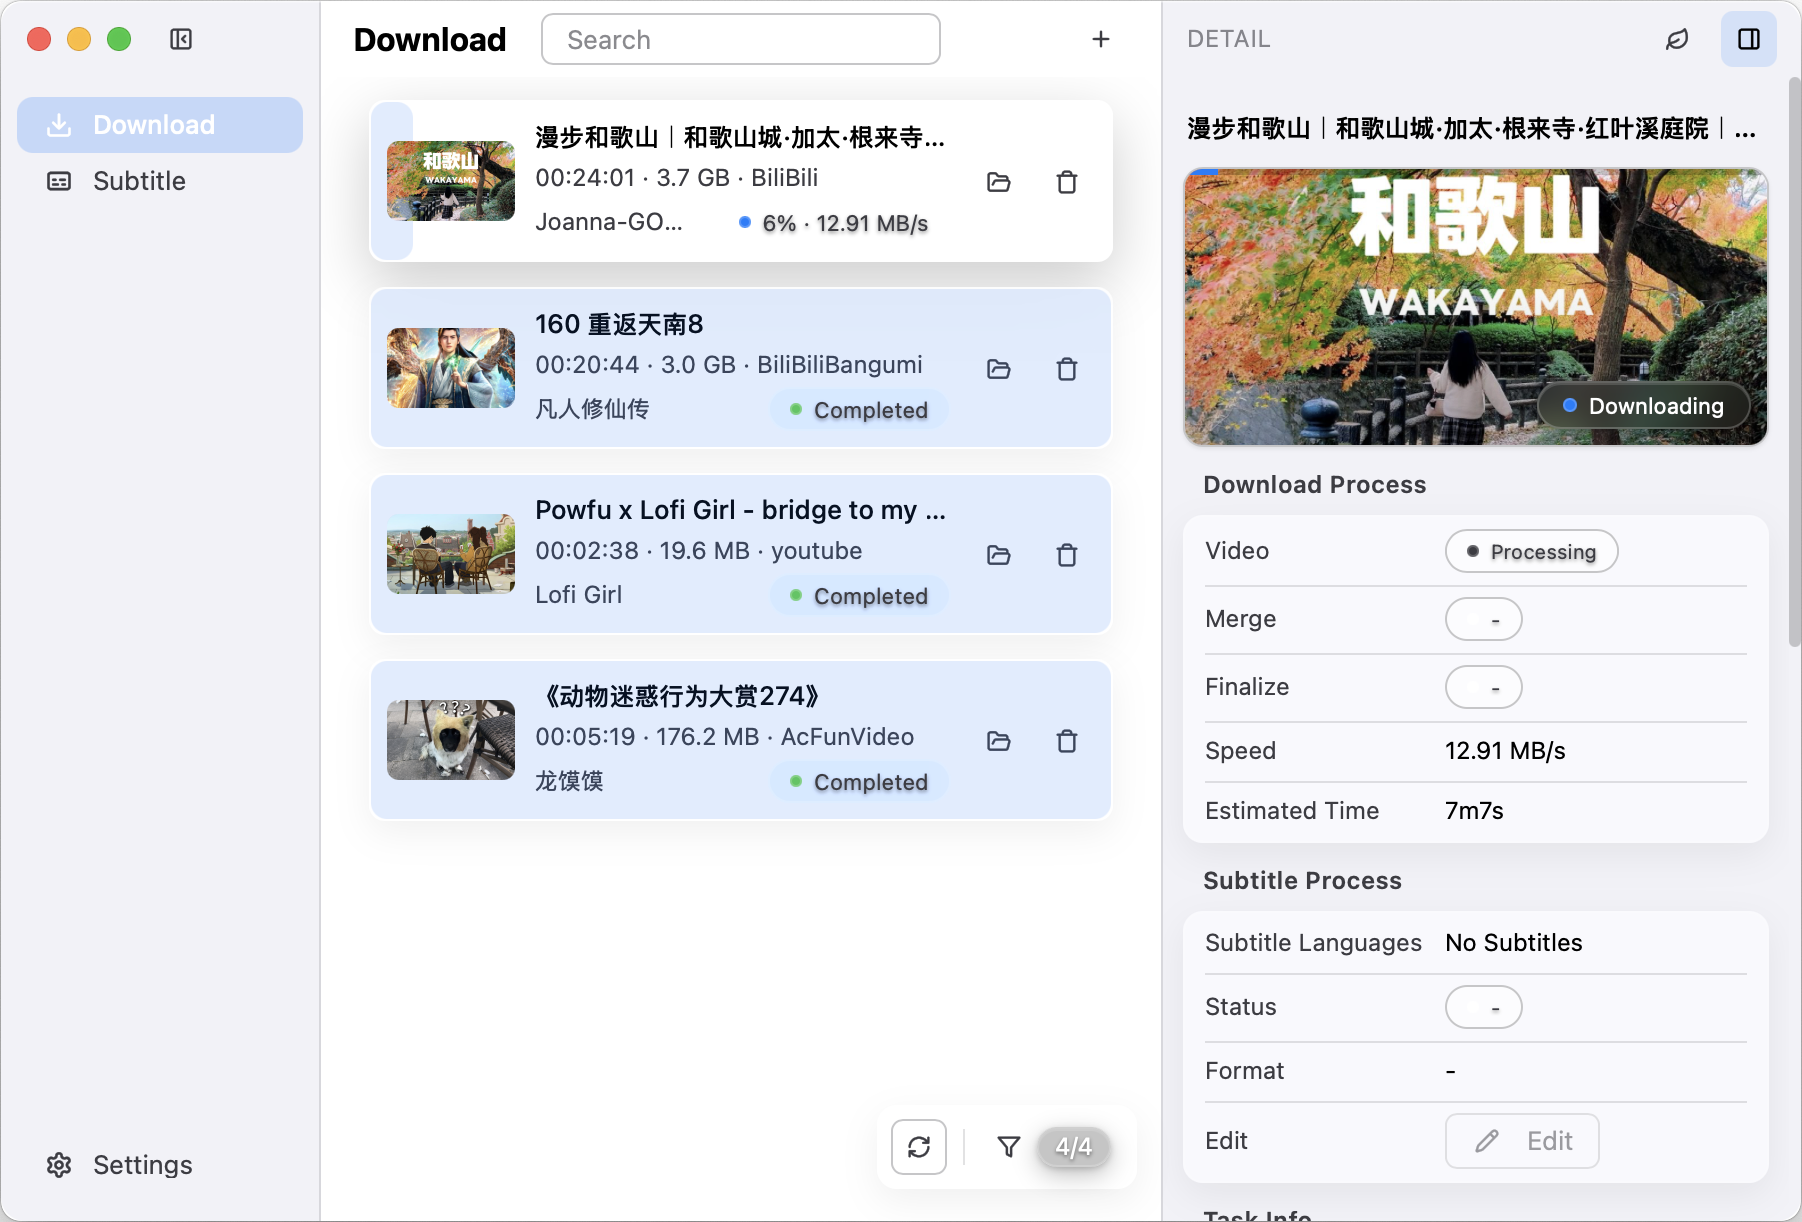 Download
Subtitle
Settings
Download
Search
漫步和歌山｜和歌山城·加太·根来寺...
00:24:01 · 3.7 GB · BiliBili
Joanna-GO...
6% · 12.91 MB/s
和歌山
WAKAYAMA
160 重返天南8
00:20:44 · 3.0 GB · BiliBiliBangumi
凡人修仙传
Completed
Powfu x Lofi Girl - bridge to my ...
00:02:38 · 19.6 MB · youtube
Lofi Girl
Completed
《动物迷惑行为大赏274》
00:05:19 · 176.2 MB · AcFunVideo
龙馍馍
Completed
???
4/4
DETAIL
漫步和歌山｜和歌山城·加太·根来寺·红叶溪庭院｜...
和歌山
WAKAYAMA
Downloading
Download Process
Video
Processing
Merge
-
Finalize
-
Speed
12.91 MB/s
Estimated Time
7m7s
Subtitle Process
Subtitle Languages
No Subtitles
Status
-
Format
-
Edit
Edit
Task Info